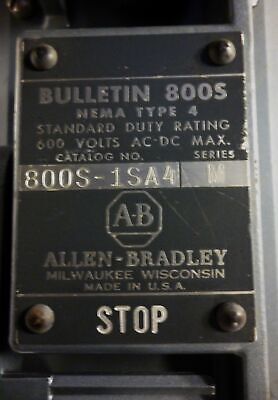 BULLETIN 800S
NEMA TYPE 4
STANDARD DUTY RATING
600 VOLTS AC-DC MAX.
CATALOG NO. SERIES
800S-1SA4 M
A-B
ALLEN-BRADLEY
MILWAUKEE WISCONSIN
MADE IN U.S.A.
STOP